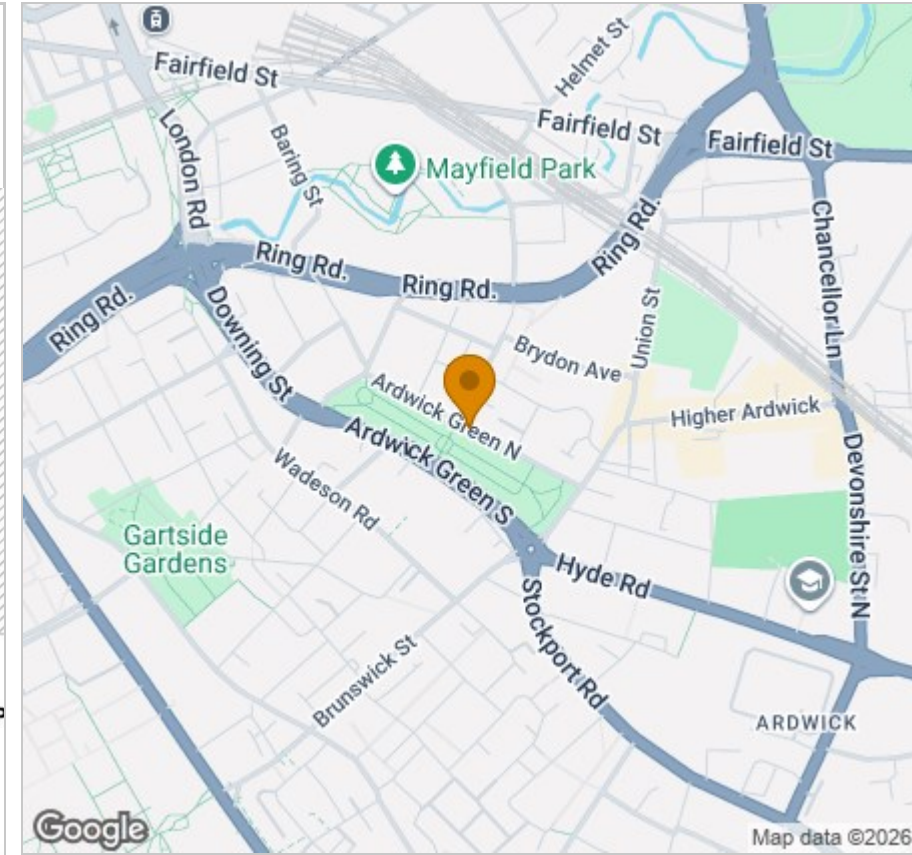 Fairfield St
Helmet St
London Rd
Baring St
Mayfield Park
Fairfield St
Fairfield St
Ring Rd.
Ring Rd.
Ring Rd.
Ring Rd.
Chancellor Ln
Downing St
Union St
Brydon Ave
Ardwick Green N
Higher Ardwick
Ardwick Green S
Wadeson Rd
Devonshire St N
Gartside
Gardens
Hyde Rd
Stockport Rd
Brunswick St
ARDWICK
Google
Map data ©2026